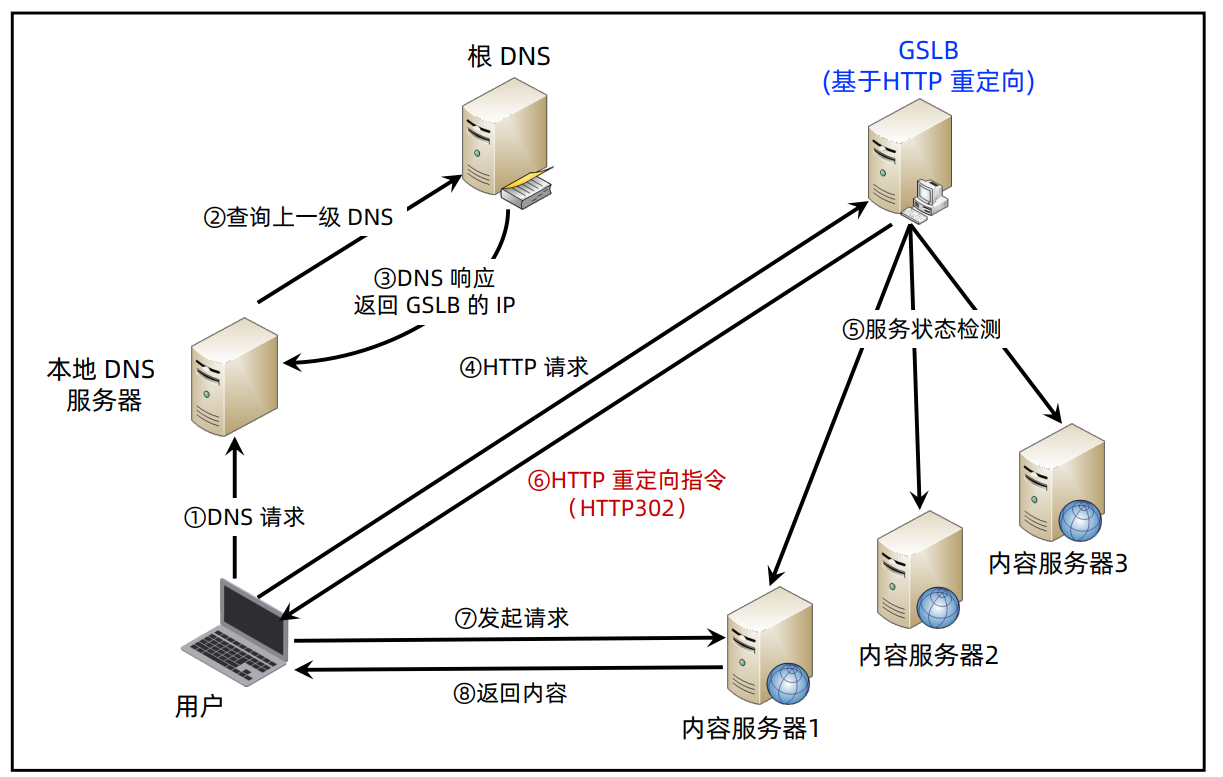 根 DNS
GSLB
(基于HTTP 重定向)
②查询上一级 DNS
③DNS 响应
返回 GSLB 的 IP
⑤服务状态检测
本地 DNS
服务器
④HTTP 请求
⑥HTTP 重定向指令
（HTTP302）
①DNS 请求
内容服务器3
⑦发起请求
内容服务器2
⑧返回内容
用户
内容服务器1